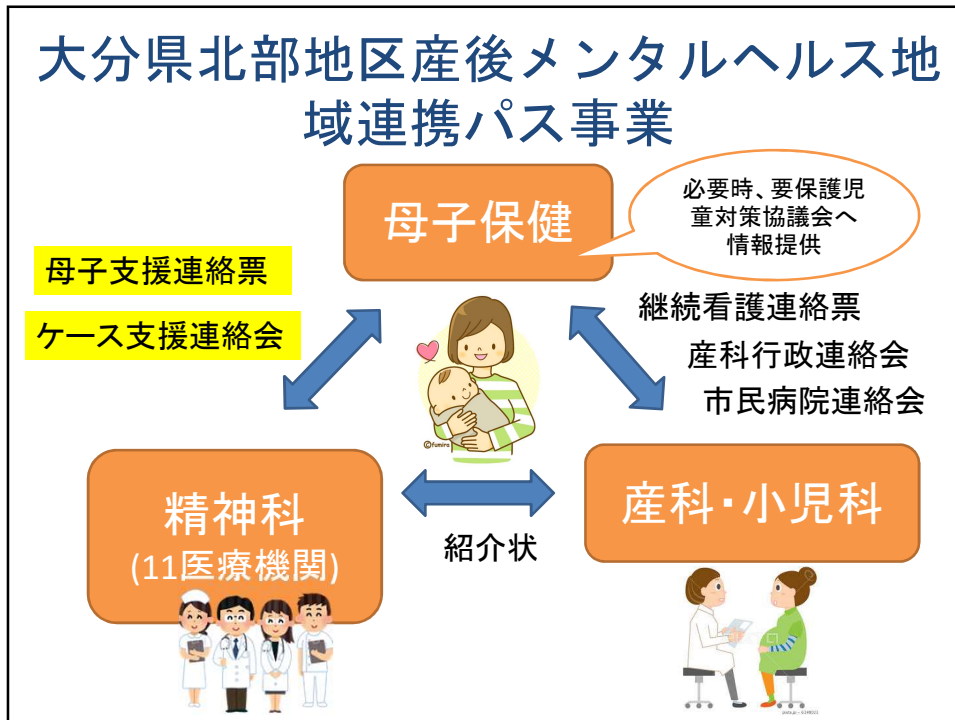 大分県北部地区産後メンタルヘルス地
域連携パス事業
母子保健
必要時、要保護児
童対策協議会へ
情報提供
母子支援連絡票
ケース支援連絡会
継続看護連絡票
産科行政連絡会
市民病院連絡会
©fumira
精神科
(11医療機関)
紹介状
産科・小児科